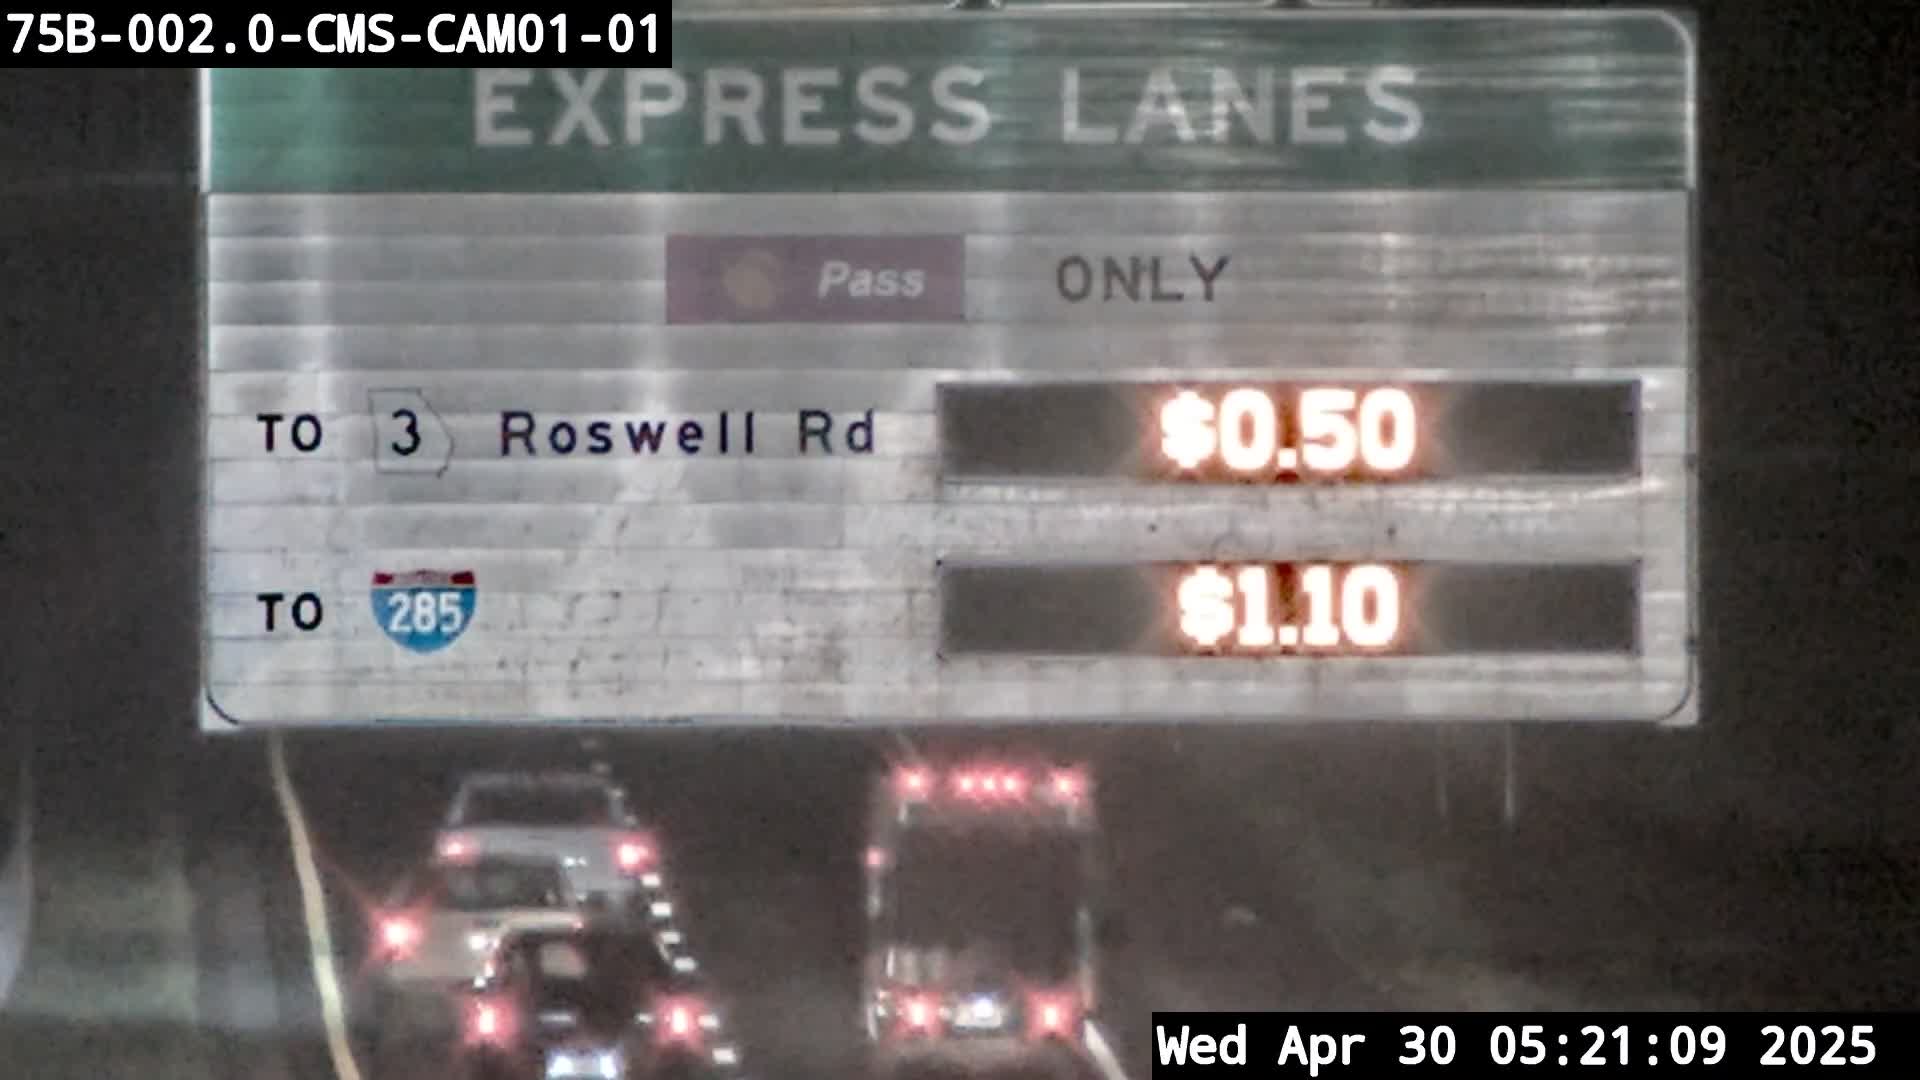 75B-002.0-CMS-CAM01-01
EXPRESS LANES
Pass ONLY
TO 3 Roswell Rd $0.50
TO 285 $1.10
Wed Apr 30 05:21:09 2025